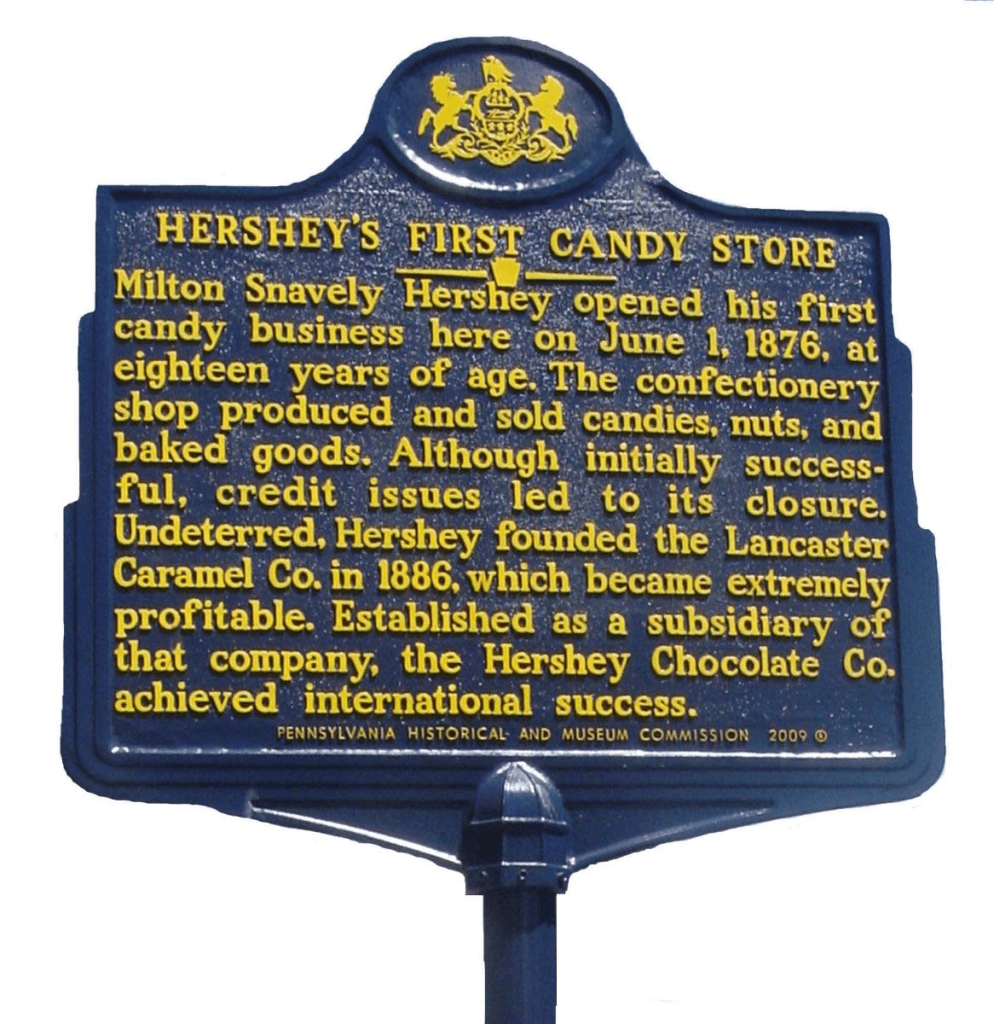 HERSHEY'S FIRST CANDY STORE
Milton Snavely Hershey opened his first
candy business here on June 1, 1876, at
eighteen years of age. The confectionery
shop produced and sold candies, nuts, and
baked goods. Although initially success-
ful, credit issues led to its closure.
Undeterred, Hershey founded the Lancaster
Caramel Co. in 1886, which became extremely
profitable. Established as a subsidiary of
that company, the Hershey Chocolate Co.
achieved international success.
PENNSYLVANIA HISTORICAL AND MUSEUM COMMISSION 2009 ©